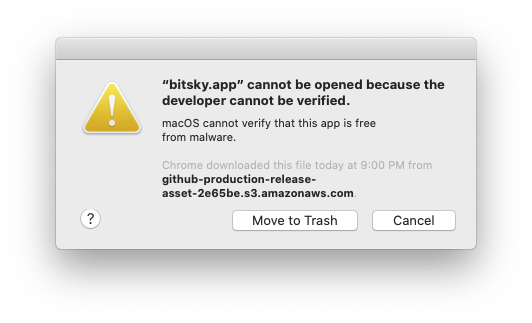 “bitsky.app” cannot be opened because the
developer cannot be verified.
macOS cannot verify that this app is free
from malware.
Chrome downloaded this file today at 9:00 PM from
github-production-release-
asset-2e65be.s3.amazonaws.com.
?
Move to Trash
Cancel